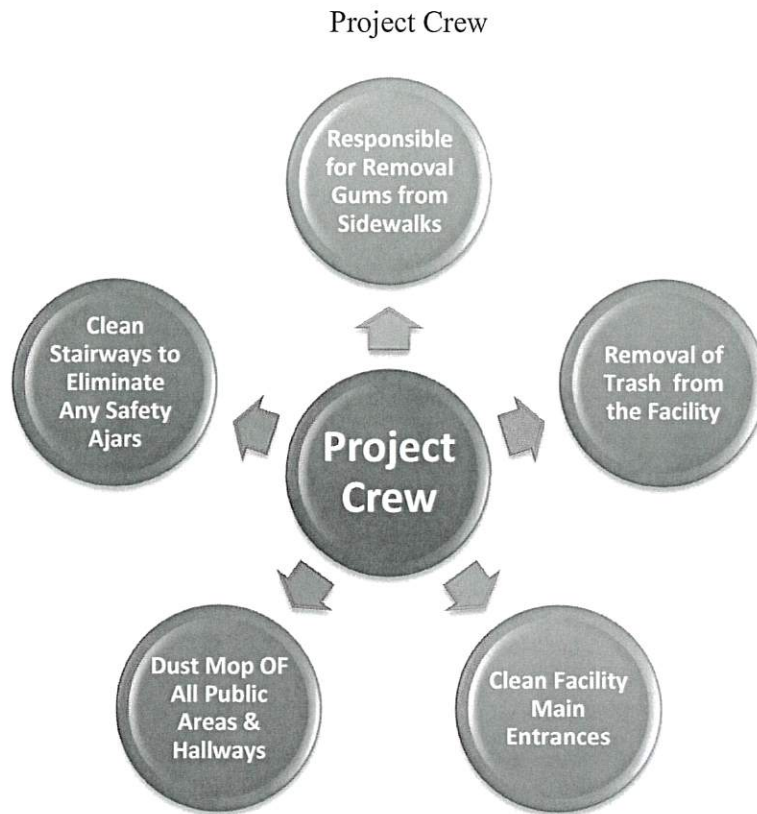 Project Crew
Responsible
for Removal
Gums from
Sidewalks
Clean
Stairways to
Eliminate
Any Safety
Ajars
Removal of
Trash from
the Facility
Project
Crew
Dust Mop OF
All Public
Areas &
Hallways
Clean Facility
Main
Entrances